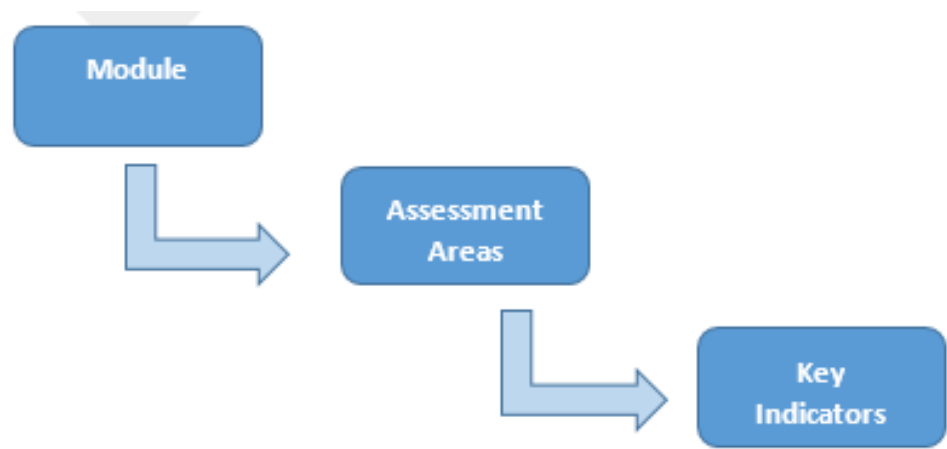 Module
Assessment
Areas
Key
Indicators